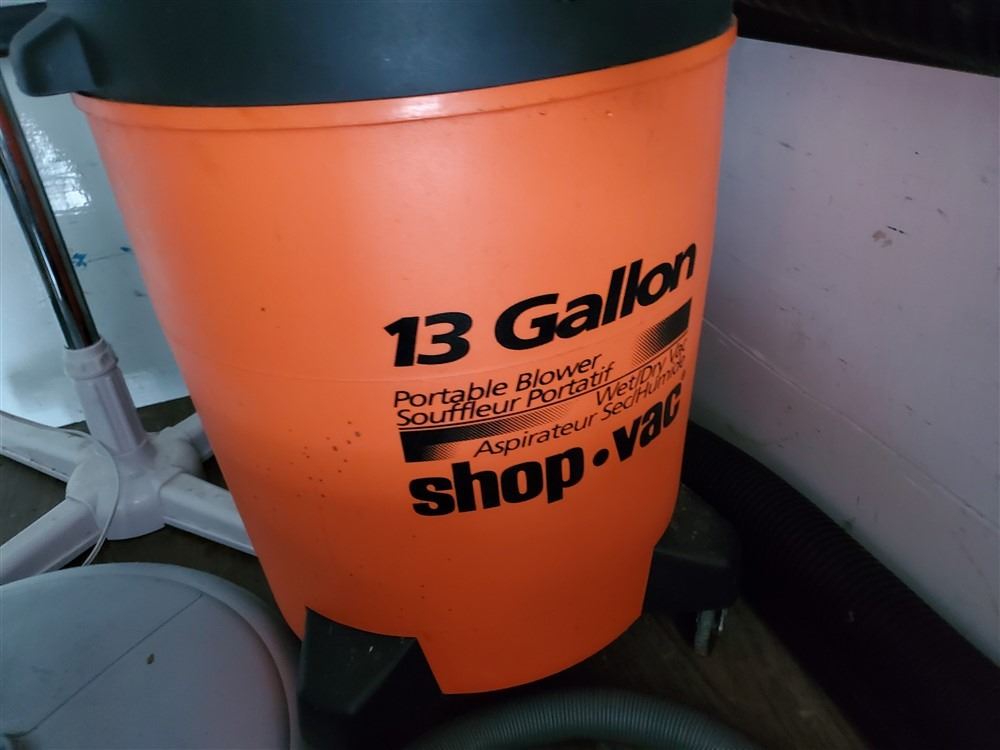 13 Gallon
Portable Blower
Souffleur Portatif
Wet/Dry Vac
Aspirateur Sec/Humide
shop•vac